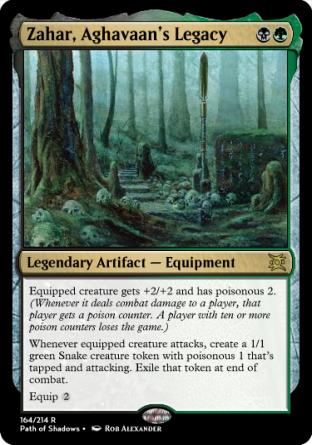 Zahar, Aghavaan's Legacy
Legendary Artifact — Equipment
Equipped creature gets +2/+2 and has poisonous 2.
(Whenever it deals combat damage to a player, that
player gets a poison counter. A player with ten or more
poison counters loses the game.)
Whenever equipped creature attacks, create a 1/1
green Snake creature token with poisonous 1 that's
tapped and attacking. Exile that token at end of
combat.
Equip 2
164/214 R
Path of Shadows • Rob Alexander